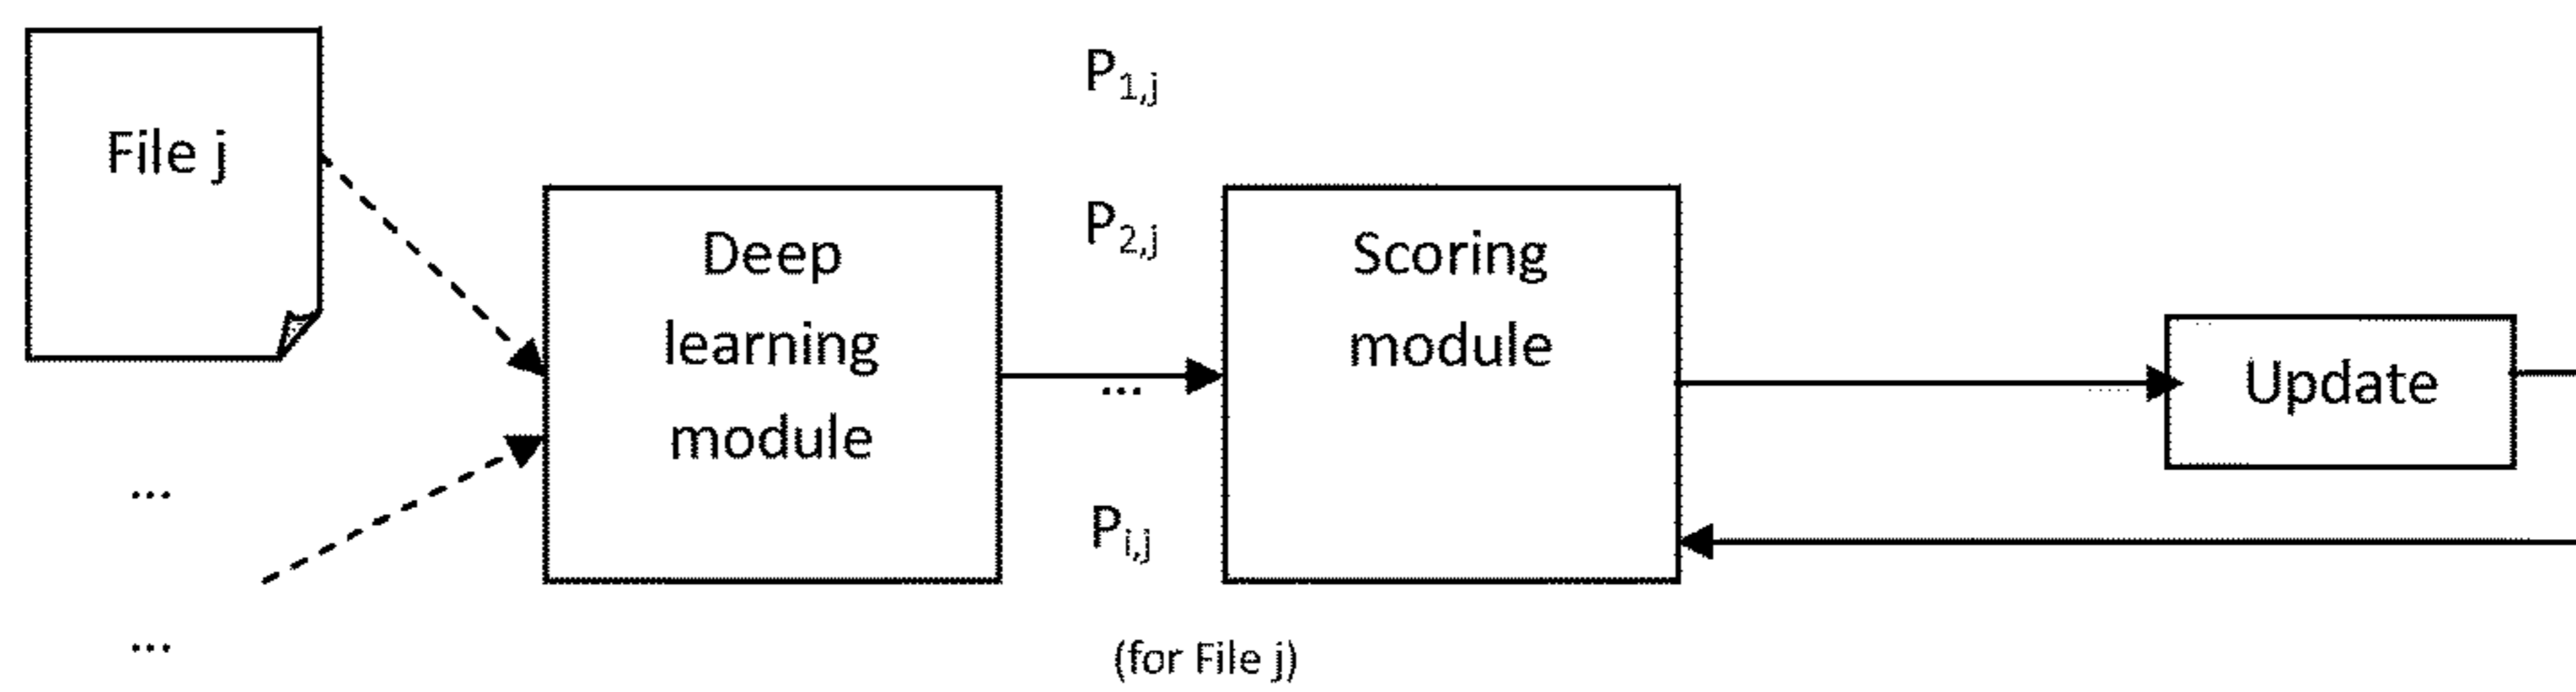 File j
...
...
Deep
learning
module
P1,j
P2,j
...
Pi,j
(for File j)
Scoring
module
Update